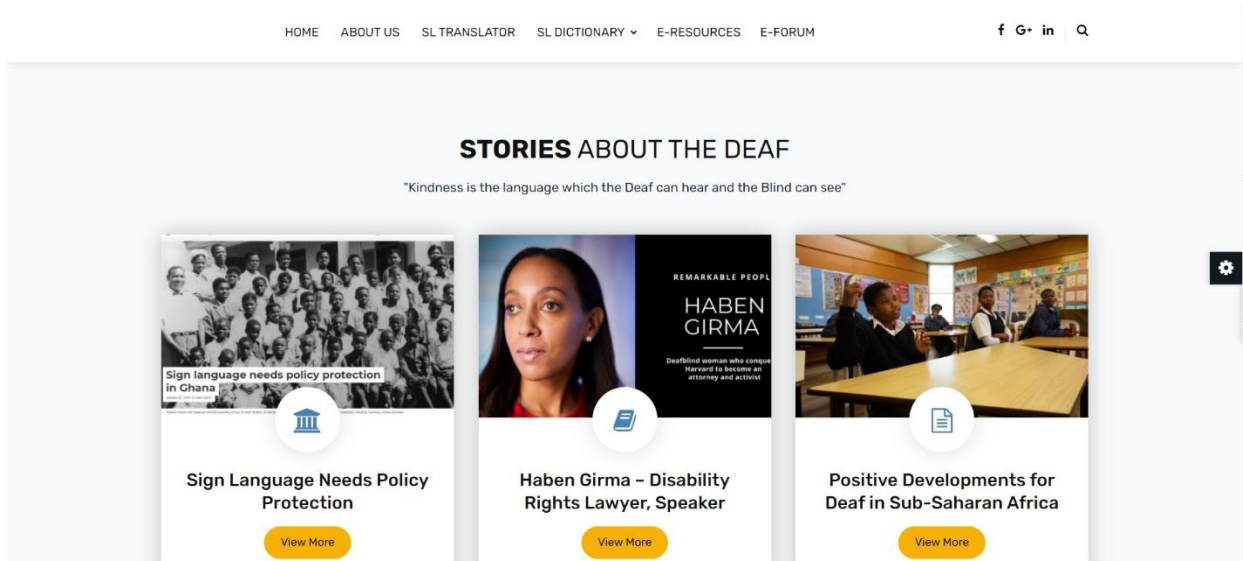 HOME ABOUT US SL TRANSLATOR SL DICTIONARY E-RESOURCES E-FORUM f G+ in
STORIES ABOUT THE DEAF
"Kindness is the language which the Deaf can hear and the Blind can see"
Sign language needs policy protection
in Ghana
REMARKABLE PEOPL
HABEN
GIRMA
Deafblind woman who conque
Harvard to become an
attorney and activist
Sign Language Needs Policy
Protection
View More
Haben Girma – Disability
Rights Lawyer, Speaker
View More
Positive Developments for
Deaf in Sub-Saharan Africa
View More